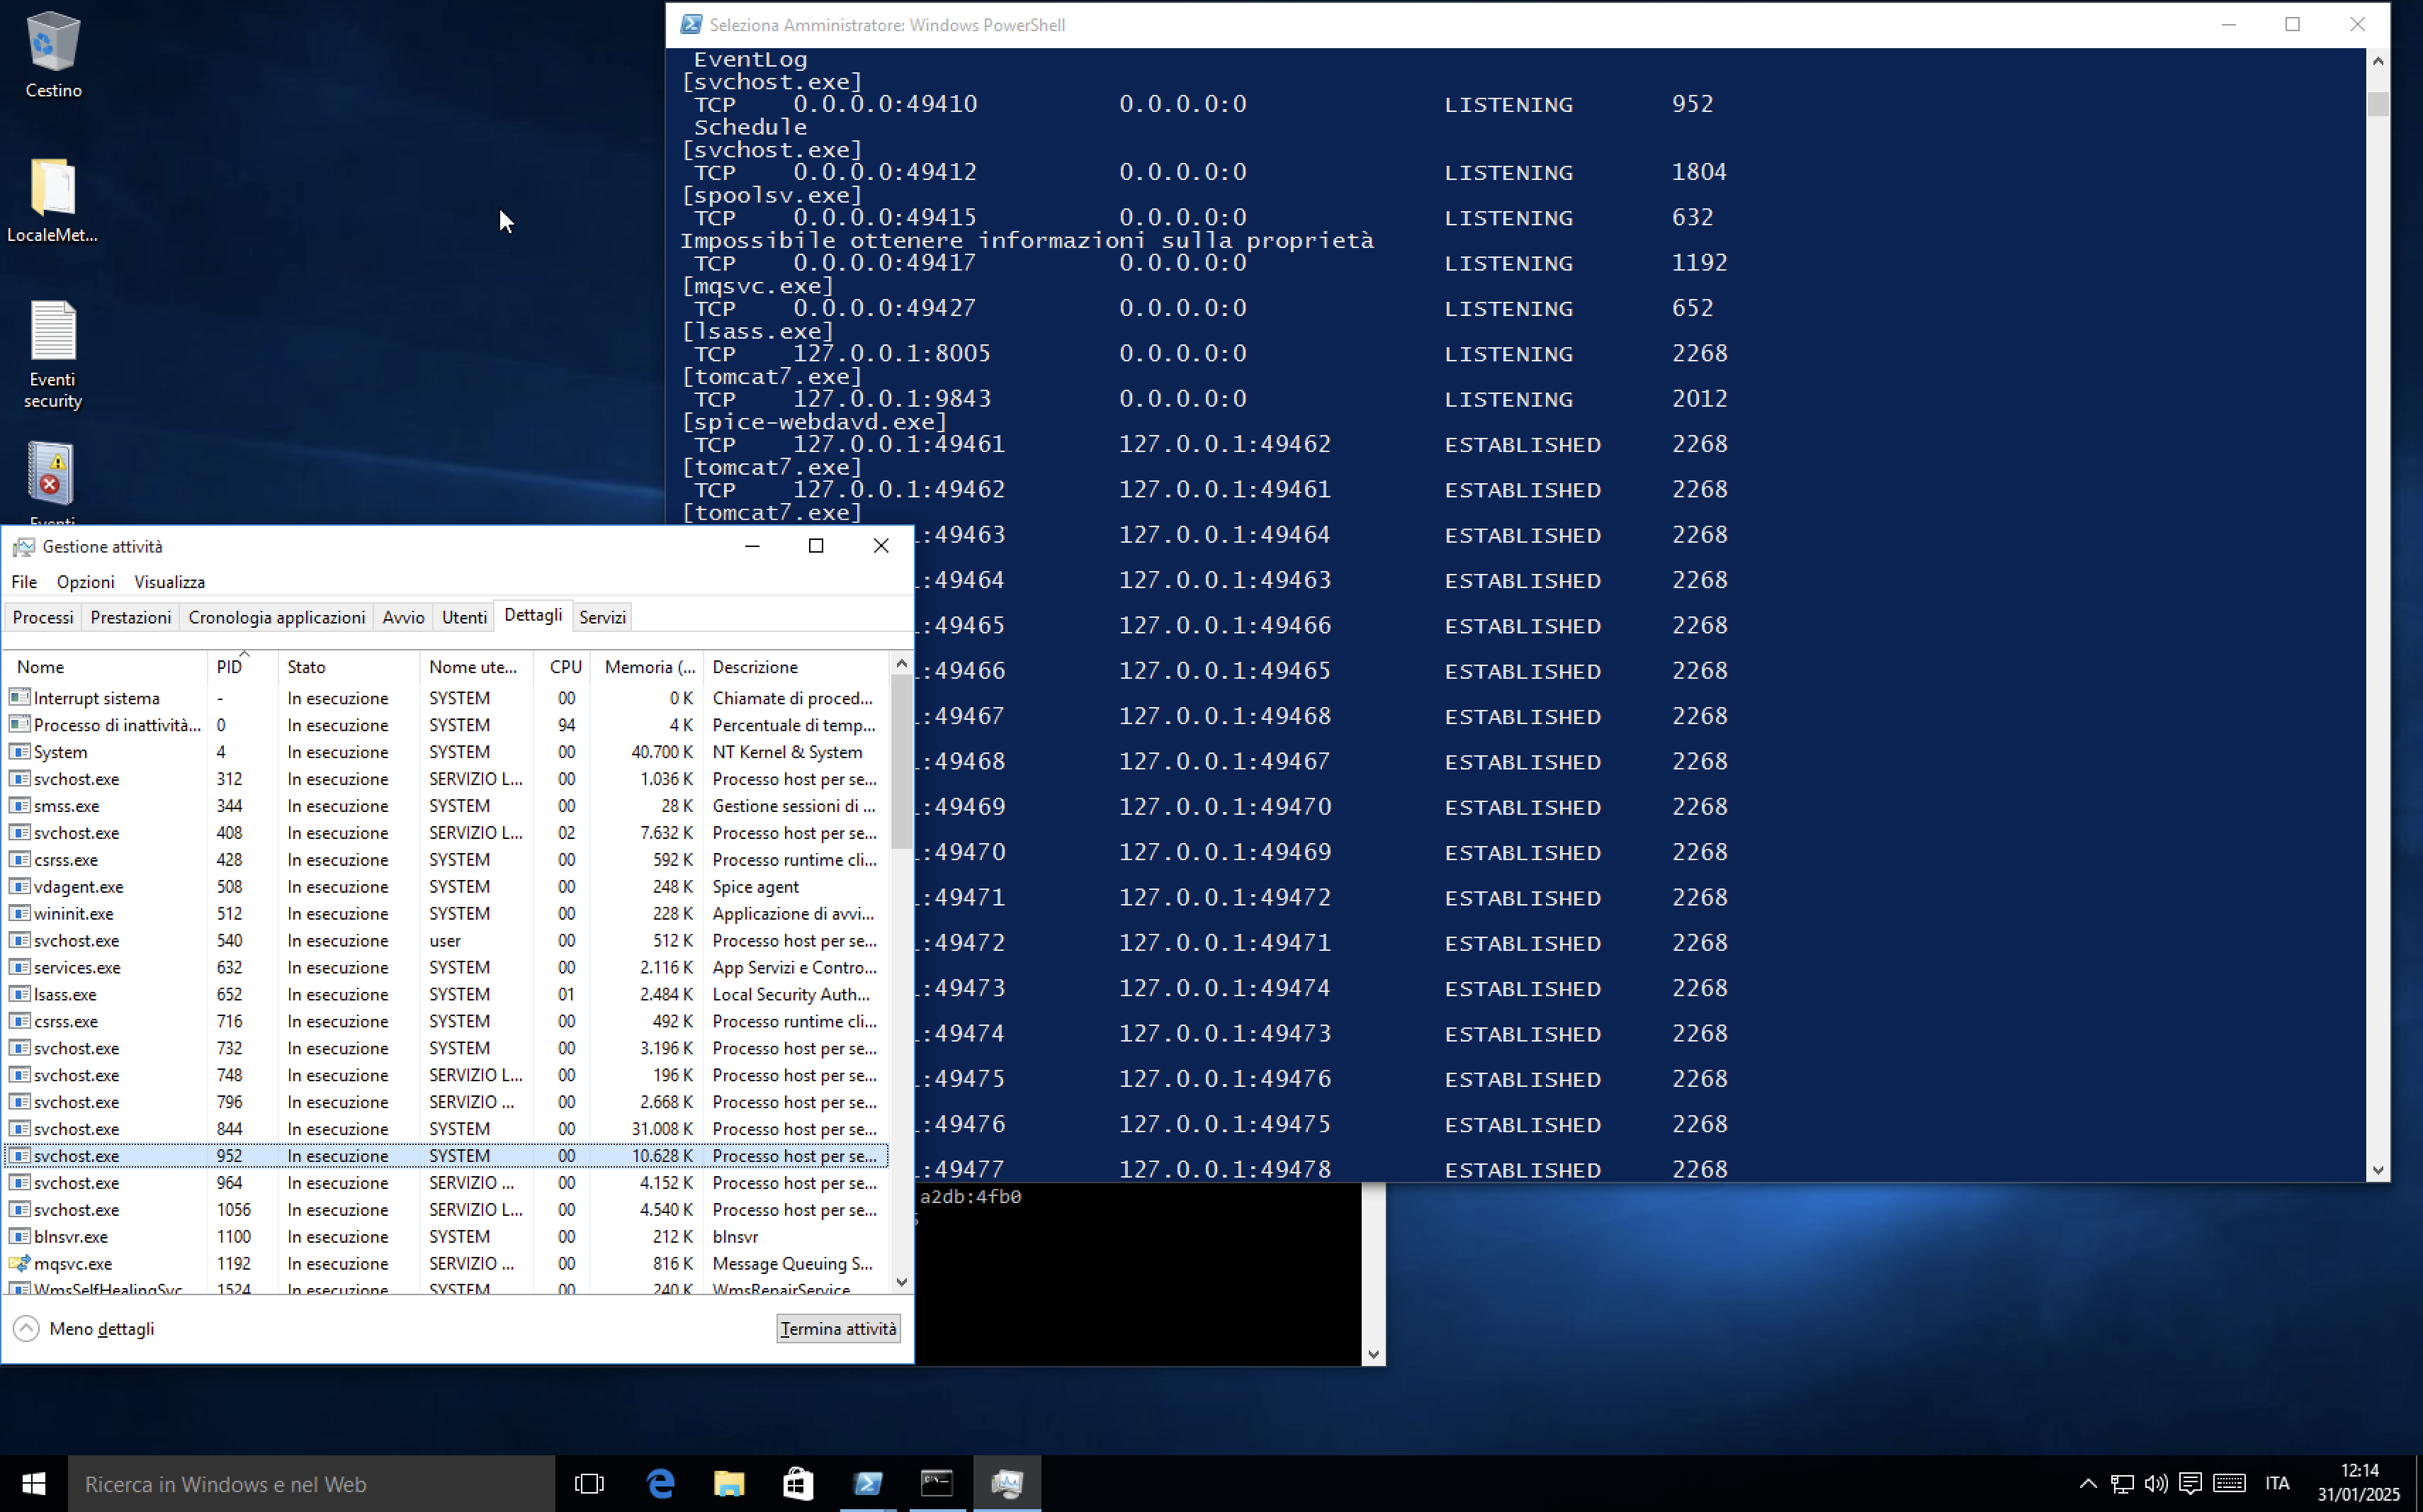 Cestino
LocaleMet...
Eventi
security
Seleziona Amministratore: Windows PowerShell
EventLog
[svchost.exe]
TCP 0.0.0.0:49410 0.0.0.0:0 LISTENING 952
Schedule
[svchost.exe]
TCP 0.0.0.0:49412 0.0.0.0:0 LISTENING 1804
[spoolsv.exe]
TCP 0.0.0.0:49415 0.0.0.0:0 LISTENING 632
Impossibile ottenere informazioni sulla proprietà
TCP 0.0.0.0:49417 0.0.0.0:0 LISTENING 1192
[mqsvc.exe]
TCP 0.0.0.0:49427 0.0.0.0:0 LISTENING 652
[lsass.exe]
TCP 127.0.0.1:8005 0.0.0.0:0 LISTENING 2268
[tomcat7.exe]
TCP 127.0.0.1:9843 0.0.0.0:0 LISTENING 2012
[spice-webdavd.exe]
TCP 127.0.0.1:49461 127.0.0.1:49462 ESTABLISHED 2268
[tomcat7.exe]
TCP 127.0.0.1:49462 127.0.0.1:49461 ESTABLISHED 2268
[tomcat7.exe]
:49463 127.0.0.1:49464 ESTABLISHED 2268
:49464 127.0.0.1:49463 ESTABLISHED 2268
:49465 127.0.0.1:49466 ESTABLISHED 2268
:49466 127.0.0.1:49465 ESTABLISHED 2268
:49467 127.0.0.1:49468 ESTABLISHED 2268
:49468 127.0.0.1:49467 ESTABLISHED 2268
:49469 127.0.0.1:49470 ESTABLISHED 2268
:49470 127.0.0.1:49469 ESTABLISHED 2268
:49471 127.0.0.1:49472 ESTABLISHED 2268
:49472 127.0.0.1:49471 ESTABLISHED 2268
:49473 127.0.0.1:49474 ESTABLISHED 2268
:49474 127.0.0.1:49473 ESTABLISHED 2268
:49475 127.0.0.1:49476 ESTABLISHED 2268
:49476 127.0.0.1:49475 ESTABLISHED 2268
:49477 127.0.0.1:49478 ESTABLISHED 2268
a2db:4fb0
Gestione attività
File Opzioni Visualizza
Processi Prestazioni Cronologia applicazioni Avvio Utenti Dettagli Servizi
Nome PID Stato Nome ute... CPU Memoria (... Descrizione
Interrupt sistema - In esecuzione SYSTEM 00 0 K Chiamate di proced...
Processo di inattività... 0 In esecuzione SYSTEM 94 4 K Percentuale di temp...
System 4 In esecuzione SYSTEM 00 40.700 K NT Kernel & System
svchost.exe 312 In esecuzione SERVIZIO L... 00 1.036 K Processo host per se...
smss.exe 344 In esecuzione SYSTEM 00 28 K Gestione sessioni di ...
svchost.exe 408 In esecuzione SERVIZIO L... 02 7.632 K Processo host per se...
csrss.exe 428 In esecuzione SYSTEM 00 592 K Processo runtime cli...
vdagent.exe 508 In esecuzione SYSTEM 00 248 K Spice agent
wininit.exe 512 In esecuzione SYSTEM 00 228 K Applicazione di avvi...
svchost.exe 540 In esecuzione user 00 512 K Processo host per se...
services.exe 632 In esecuzione SYSTEM 00 2.116 K App Servizi e Contro...
lsass.exe 652 In esecuzione SYSTEM 01 2.484 K Local Security Auth...
csrss.exe 716 In esecuzione SYSTEM 00 492 K Processo runtime cli...
svchost.exe 732 In esecuzione SYSTEM 00 3.196 K Processo host per se...
svchost.exe 748 In esecuzione SERVIZIO L... 00 196 K Processo host per se...
svchost.exe 796 In esecuzione SERVIZIO ... 00 2.668 K Processo host per se...
svchost.exe 844 In esecuzione SYSTEM 00 31.008 K Processo host per se...
svchost.exe 952 In esecuzione SYSTEM 00 10.628 K Processo host per se...
svchost.exe 964 In esecuzione SERVIZIO ... 00 4.152 K Processo host per se...
svchost.exe 1056 In esecuzione SERVIZIO L... 00 4.540 K Processo host per se...
blnsvr.exe 1100 In esecuzione SYSTEM 00 212 K blnsvr
mqsvc.exe 1192 In esecuzione SERVIZIO ... 00 816 K Message Queuing S...
WmsSelfHealingSvc 1524 In esecuzione SYSTEM 00 240 K WmsRepairService
Meno dettagli
Termina attività
Ricerca in Windows e nel Web
ITA
12:14
31/01/2025